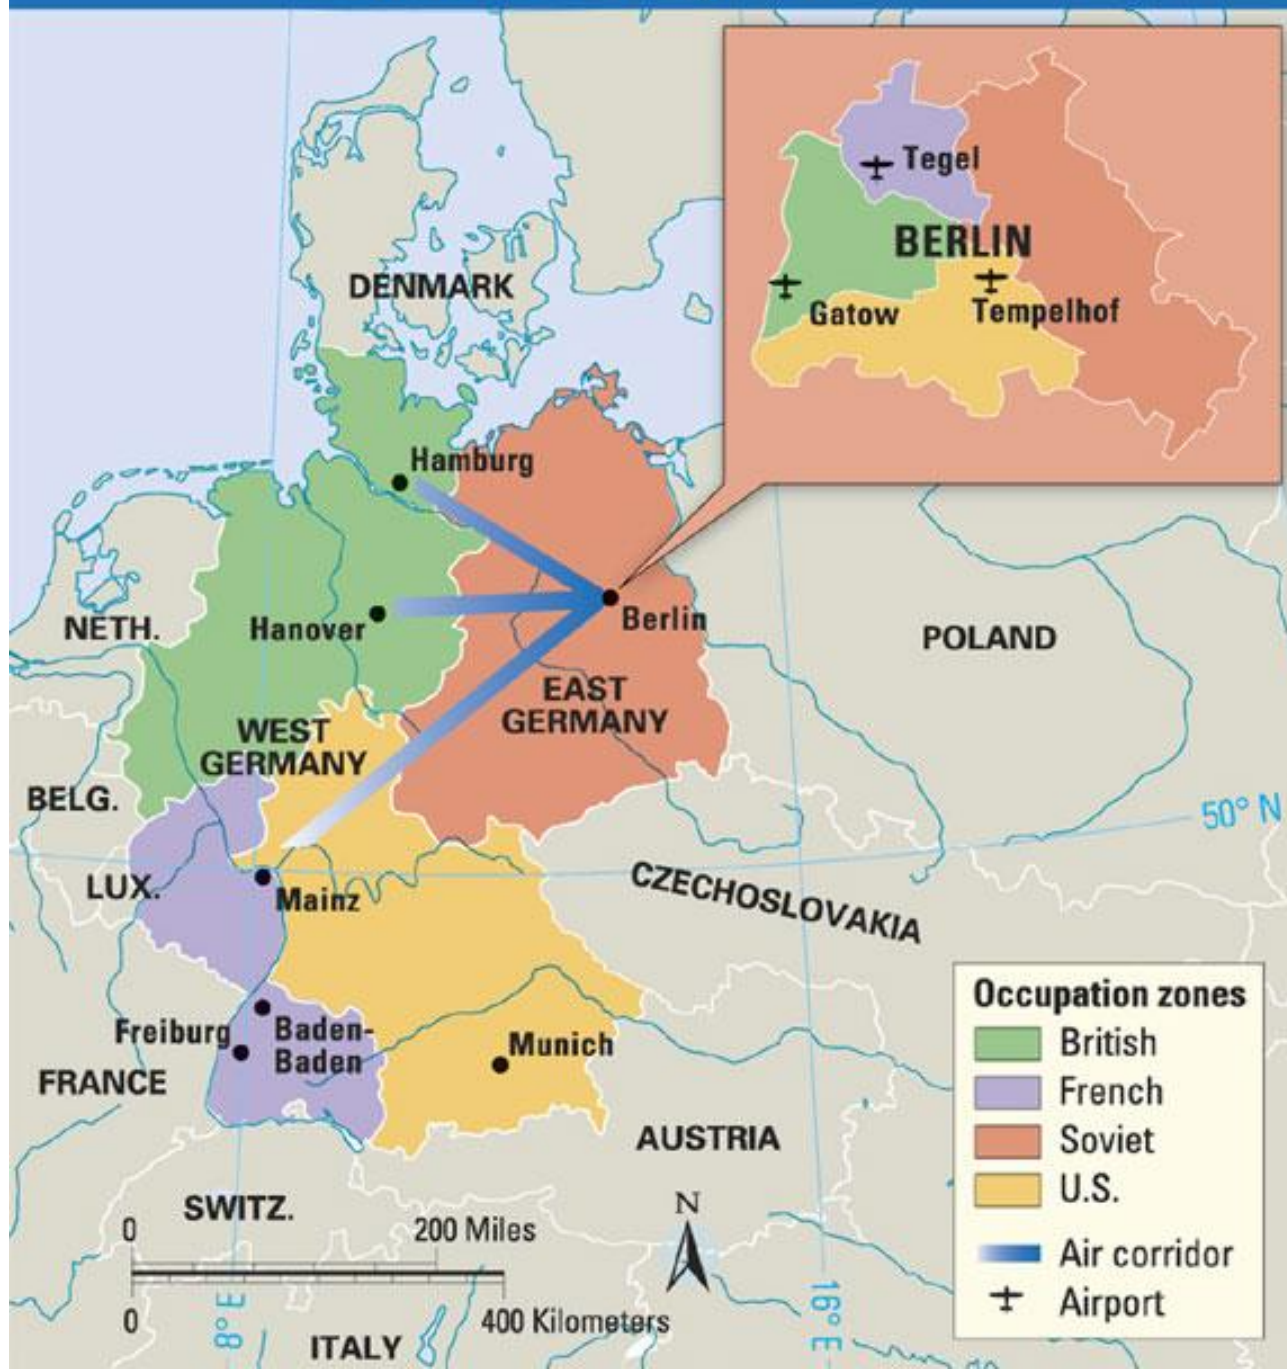 Tegel
BERLIN
Gatow
Tempelhof
DENMARK
Hamburg
NETH.
Hanover
Berlin
POLAND
EAST
GERMANY
WEST
GERMANY
BELG.
50° N
LUX.
Mainz
CZECHOSLOVAKIA
Freiburg
Baden-
Baden
Munich
FRANCE
AUSTRIA
SWITZ.
ITALY
Occupation zones
British
French
Soviet
U.S.
Air corridor
Airport
N
0
200 Miles
0
400 Kilometers
8° E
16° E